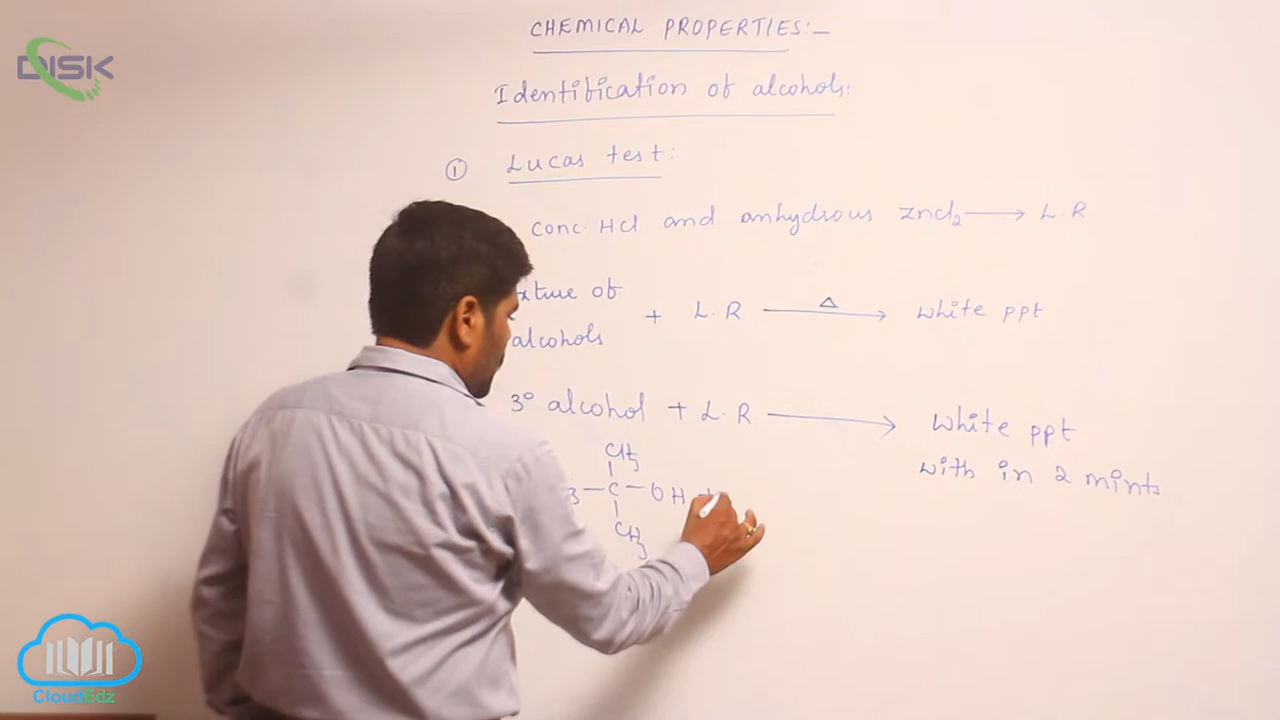 DISK
CHEMICAL PROPERTIES:-
Identification of alcohols:
① Lucas test:
conc. HCl and anhydrous ZnCl2 → L.R
xture of alcohols + L.R —Δ→ white ppt
3° alcohol + L.R → white ppt
with in 2 mints
CH3
3 – C – OH +
CH3
CloudEdz